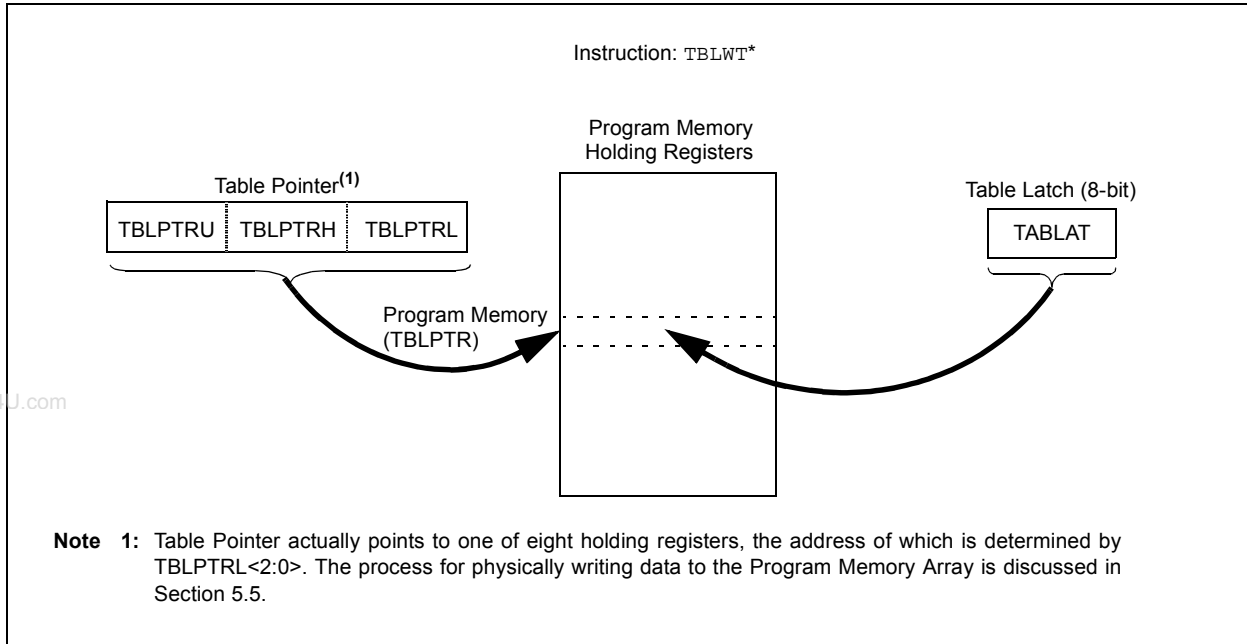 Instruction: TBLWT*
Program Memory
Holding Registers
Table Pointer(1)
Table Latch (8-bit)
TBLPTRU TBLPTRH TBLPTRL
TABLAT
Program Memory
(TBLPTR)
U.com
Note 1: Table Pointer actually points to one of eight holding registers, the address of which is determined by
TBLPTRL<2:0>. The process for physically writing data to the Program Memory Array is discussed in
Section 5.5.